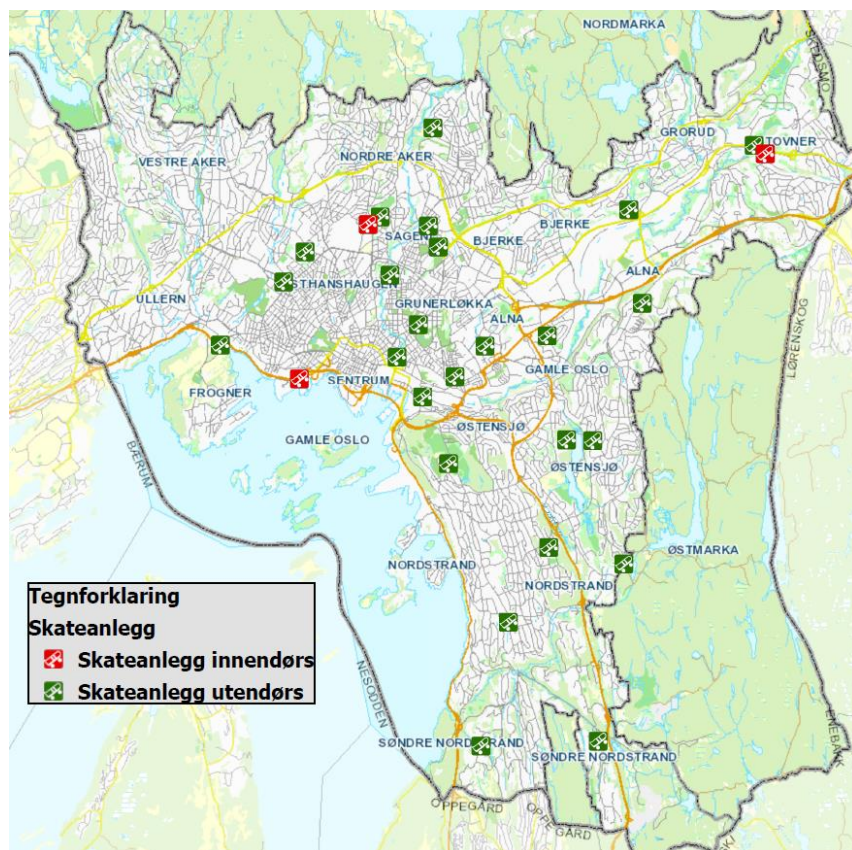 NORDMARKA
SKEDSMO
GRORUD
TOVNER
VESTRE AKER
NORDRE AKER
SAGEN
BJERKE
BJERKE
ALNA
STHANSHAUGEN
ULLERN
GRUNERLØKKA
ALNA
LØRENSKOG
GAMLE OSLO
FROGNER
SENTRUM
GAMLE OSLO
ØSTENSJØ
ØSTENSJØ
BÆRUM
ØSTMARKA
NORDSTRAND
NORDSTRAND
Tegnforklaring
Skateanlegg
Skateanlegg innendørs
Skateanlegg utendørs
NESODDEN
SØNDRE NORDSTRAND
SØNDRE NORDSTRAND
ENEBAKK
OPPEGÅRD
OPPEGÅRD